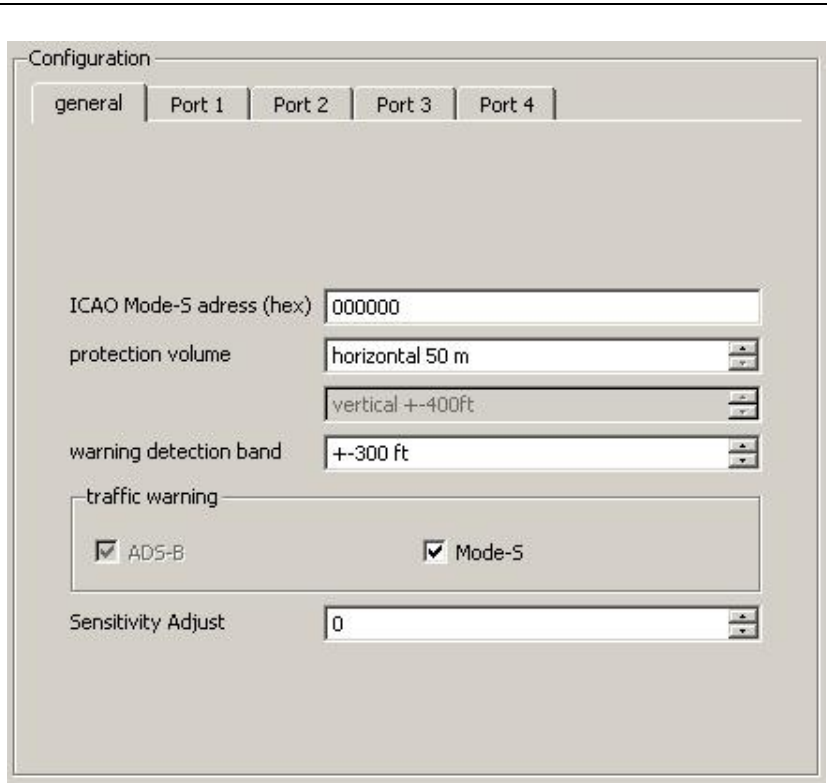 Configuration
general Port 1 Port 2 Port 3 Port 4
ICAO Mode-S adress (hex) 000000
protection volume horizontal 50 m
vertical +-400ft
warning detection band +-300 ft
traffic warning
ADS-B Mode-S
Sensitivity Adjust 0